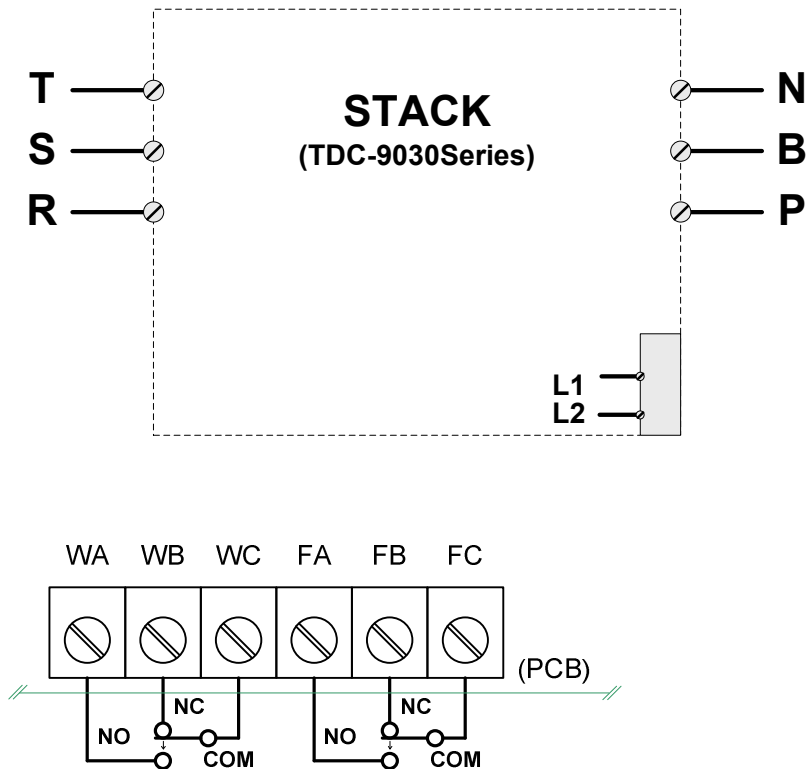 T
N
STACK
S
B
(TDC-9030Series)
R
P
L1
L2
WA WB WC FA FB FC
(PCB)
NC NC
NO NO
COM COM